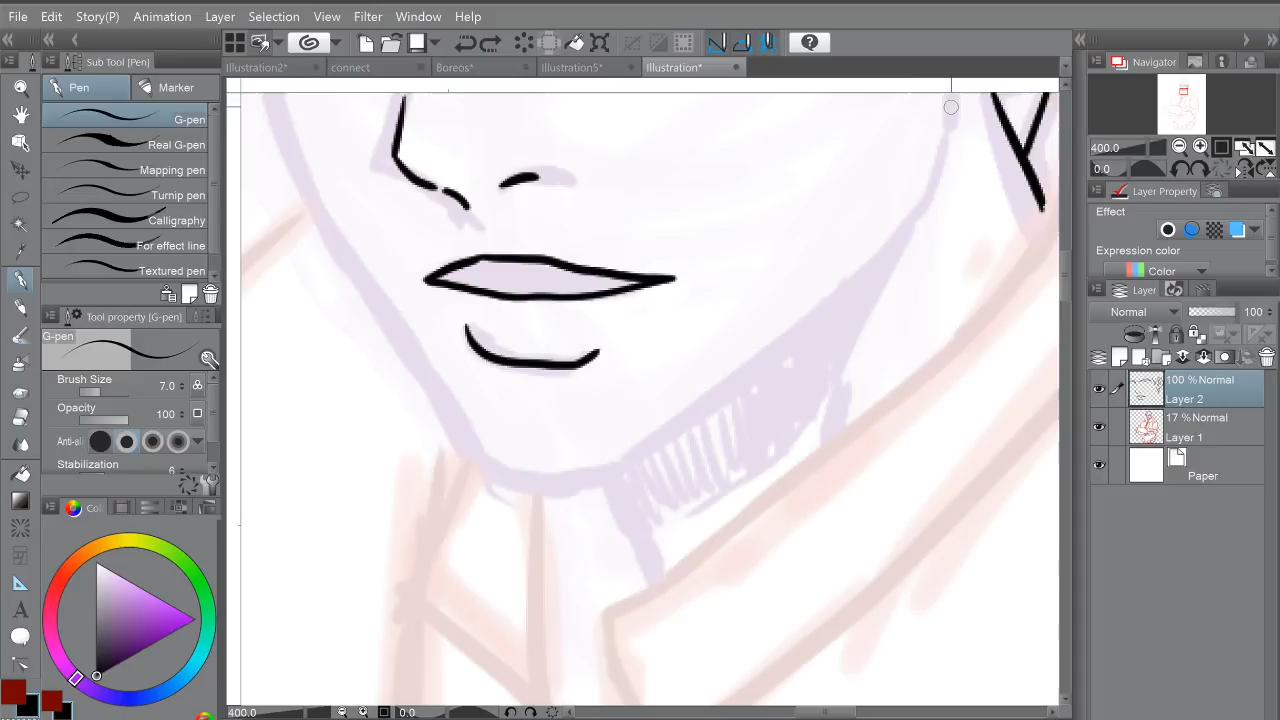 File Edit Story(P) Animation Layer Selection View Filter Window Help
Sub Tool [Pen]
Illustration2* connect Boreos* Illustration5* Illustration*
Navigator
Pen Marker
G-pen
Real G-pen
Mapping pen
Turnip pen
Calligraphy
For effect line
Textured pen
400.0
0.0
Layer Property
Effect
Expression color
Color
Layer
Normal 100
100 % Normal
Layer 2
17 % Normal
Layer 1
Paper
Tool property [G-pen]
G-pen
Brush Size 7.0
Opacity 100
Anti-ali
Stabilization 6
Col
400.0 0.0